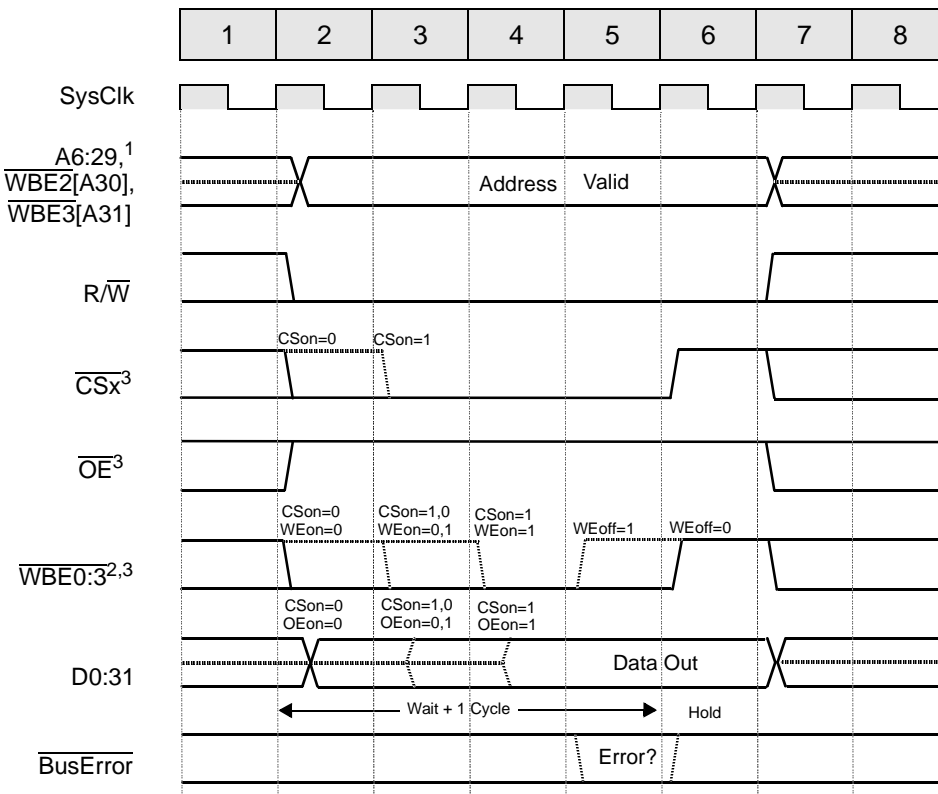 1 2 3 4 5 6 7 8
SysClk
A6:29,1
WBE2[A30],
WBE3[A31]
Address Valid
R/W
CSon=0 CSon=1
CSx3
OE3
CSon=0 CSon=1,0 CSon=1
WEon=0 WEon=0,1 WEon=1 WEoff=1 WEoff=0
WBE0:32,3
CSon=0 CSon=1,0 CSon=1
OEon=0 OEon=0,1 OEon=1
D0:31
Data Out
Wait + 1 Cycle Hold
BusError
Error?